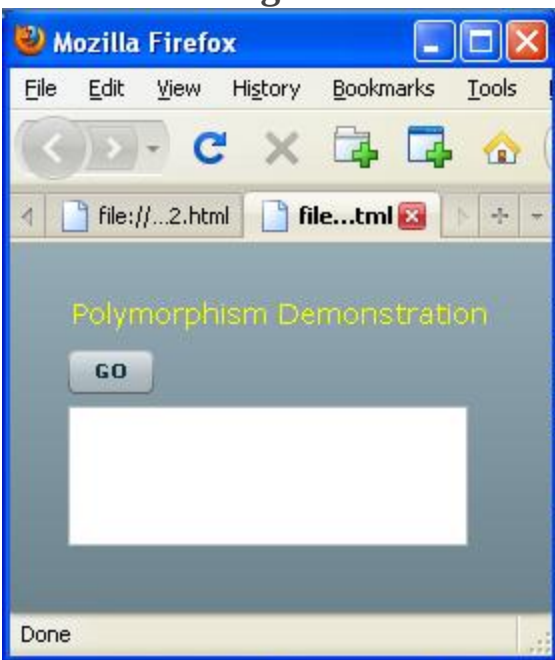 Mozilla Firefox
File Edit View History Bookmarks Tools
file://...2.html file...tml
Polymorphism Demonstration
GO
Done